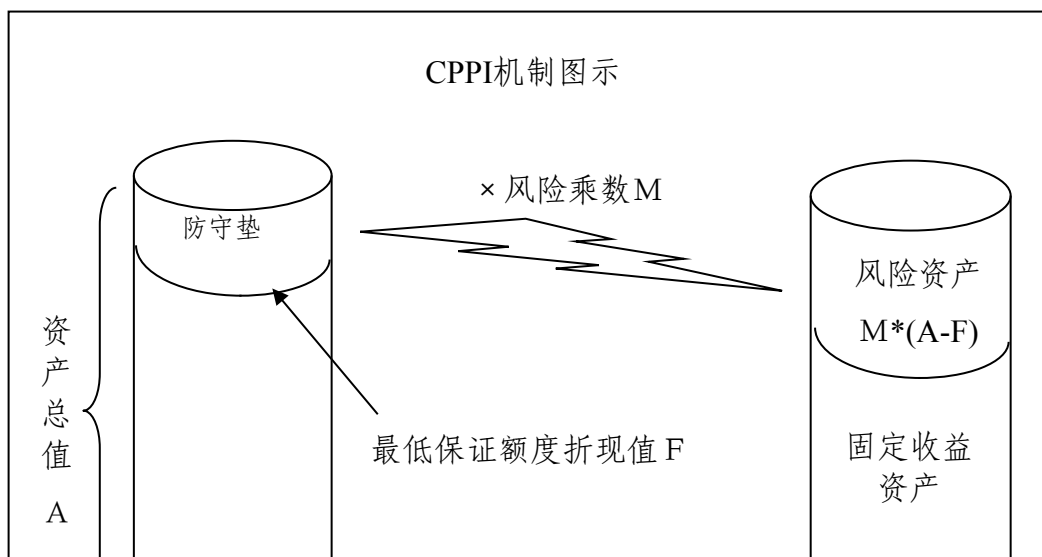 CPPI机制图示
× 风险乘数M
防守垫
风险资产
M*(A-F)
资
产
总
值
A
最低保证额度折现值 F
固定收益
资产